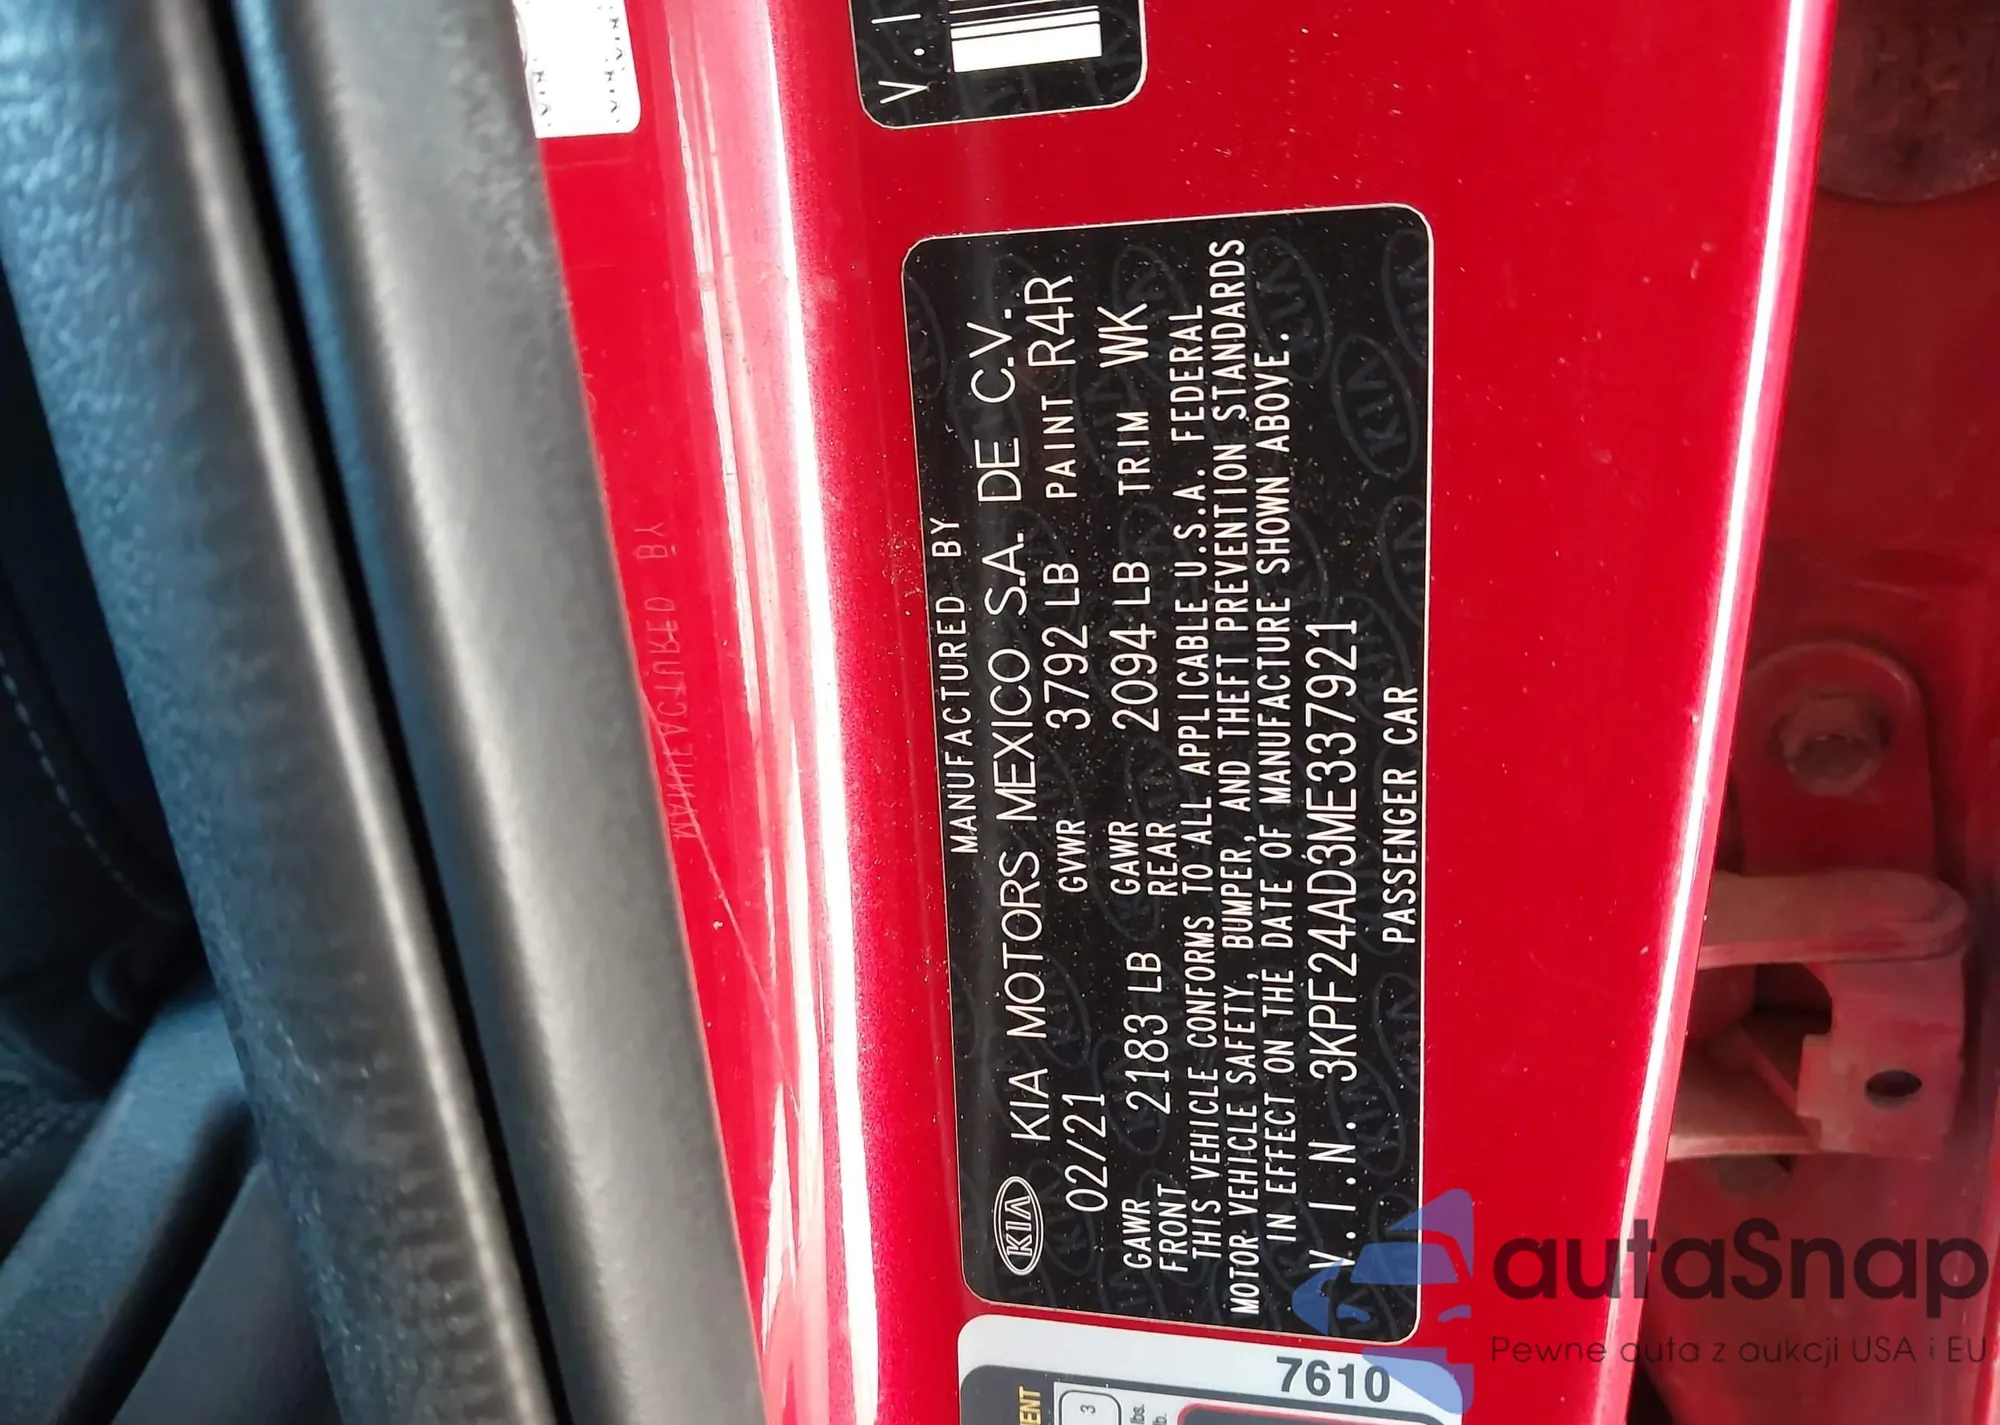 V.I
MANUFACTURED BY
KIA KIA MOTORS MEXICO S.A. DE C.V.
02/21 GVWR 3792 LB PAINT R4R
GAWR FRONT 2183 LB GAWR REAR 2094 LB TRIM WK
THIS VEHICLE CONFORMS TO ALL APPLICABLE U.S.A. FEDERAL
MOTOR VEHICLE SAFETY, BUMPER, AND THEFT PREVENTION STANDARDS
IN EFFECT ON THE DATE OF MANUFACTURE SHOWN ABOVE.
V.I.N. 3KPF24AD3ME337921
PASSENGER CAR
7610
3
lbs.
autaSnap
Pewne auta z aukcji USA i EU